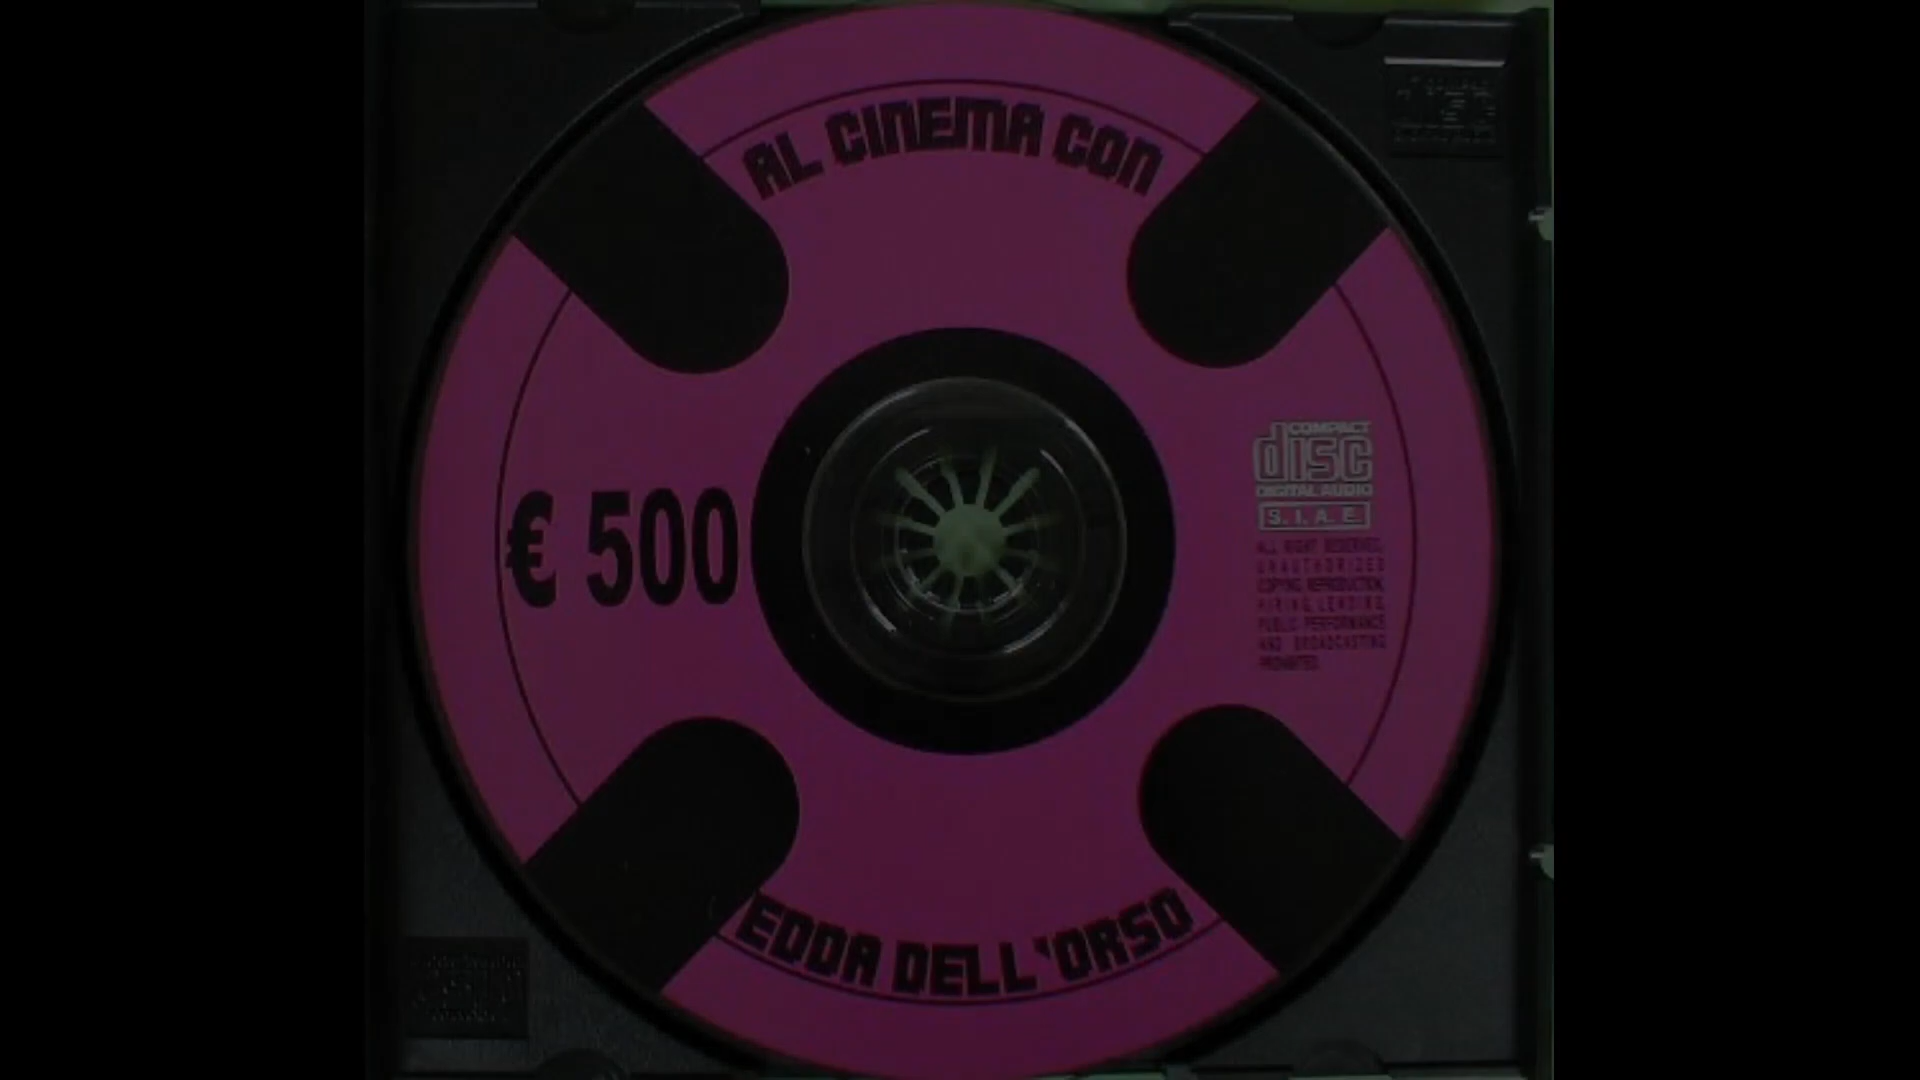 AL CINEMA CON
€ 500
COMPACT
disc
DIGITAL AUDIO
S. I. A. E.
ALL RIGHT RESERVED.
UNAUTHORIZED
COPYING, REPRODUCTION,
HIRING, LENDING,
PUBLIC PERFORMANCE
AND BROADCASTING
PROHIBITED.
EDDA DELL'ORSO